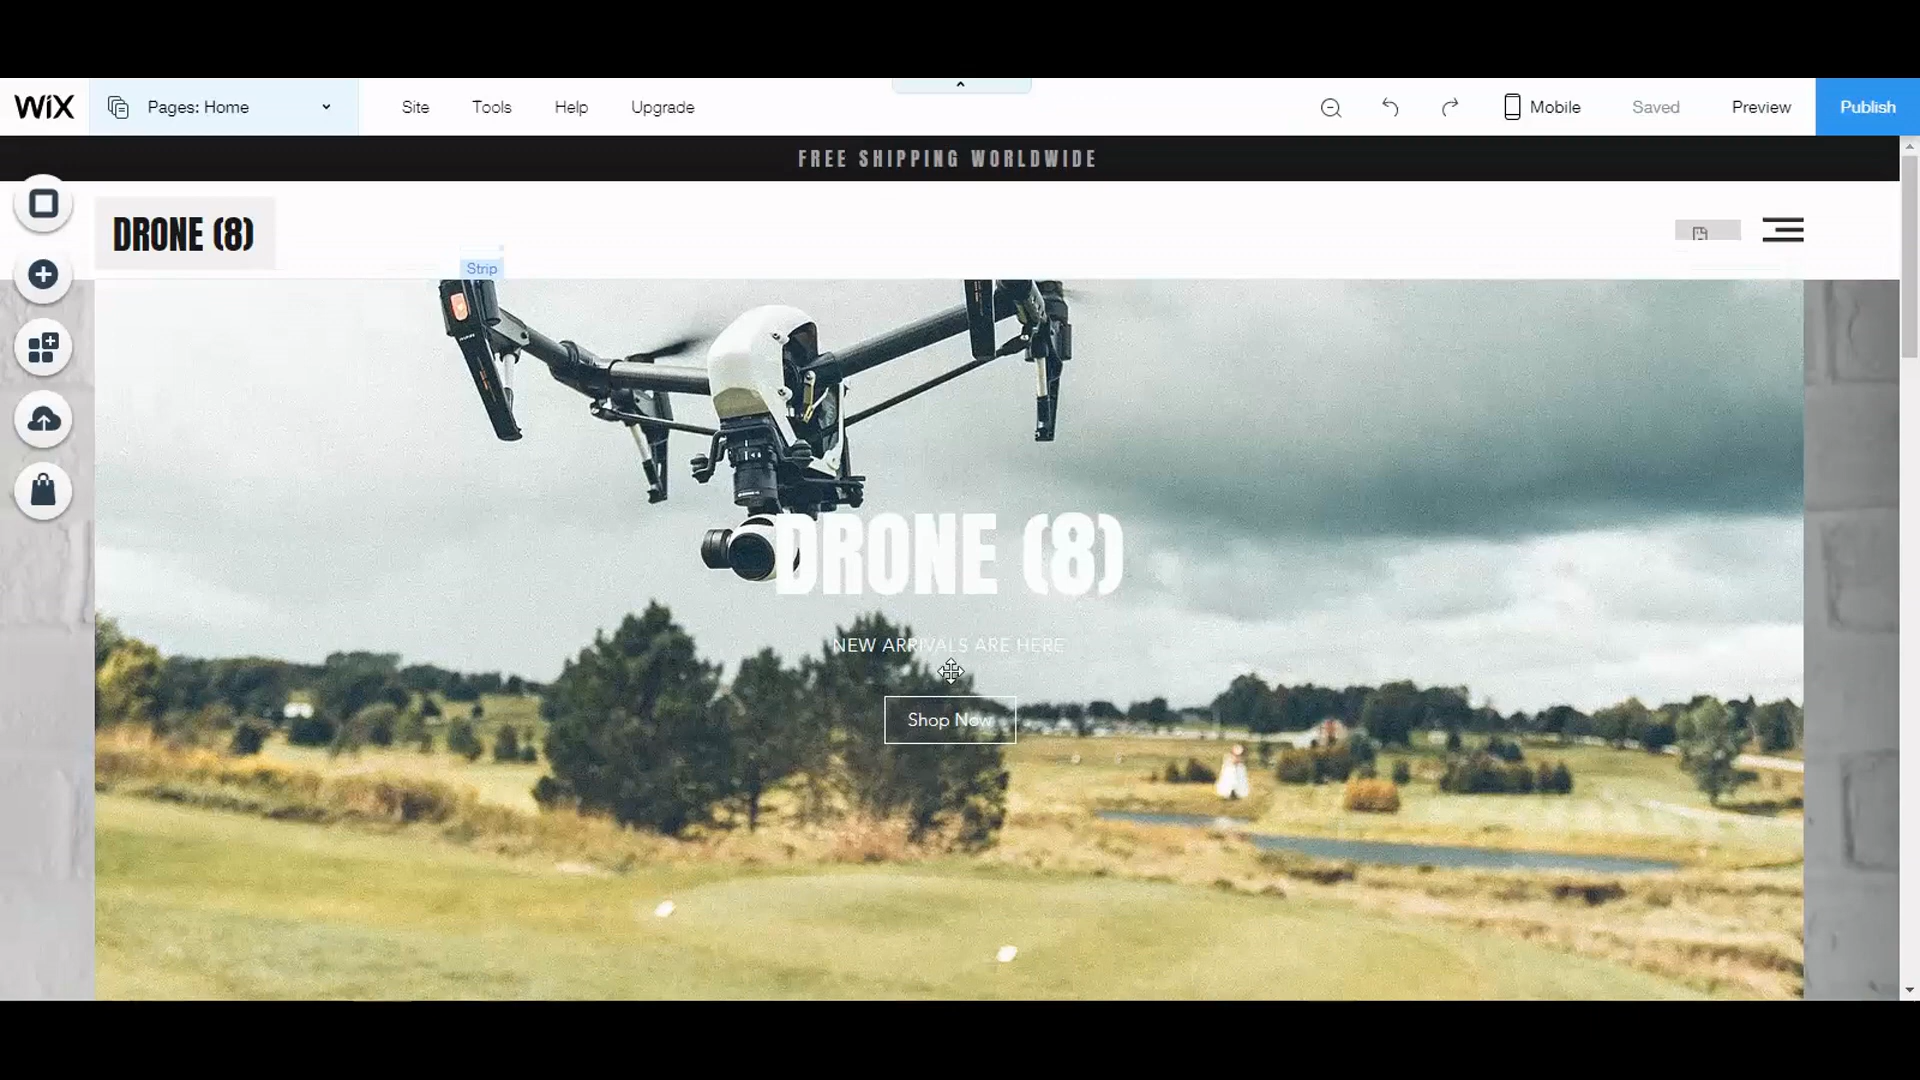 WiX
Pages: Home
Site
Tools
Help
Upgrade
Mobile
Saved
Preview
Publish
FREE SHIPPING WORLDWIDE
DRONE (8)
Strip
DRONE (8)
NEW ARRIVALS ARE HERE
Shop Now